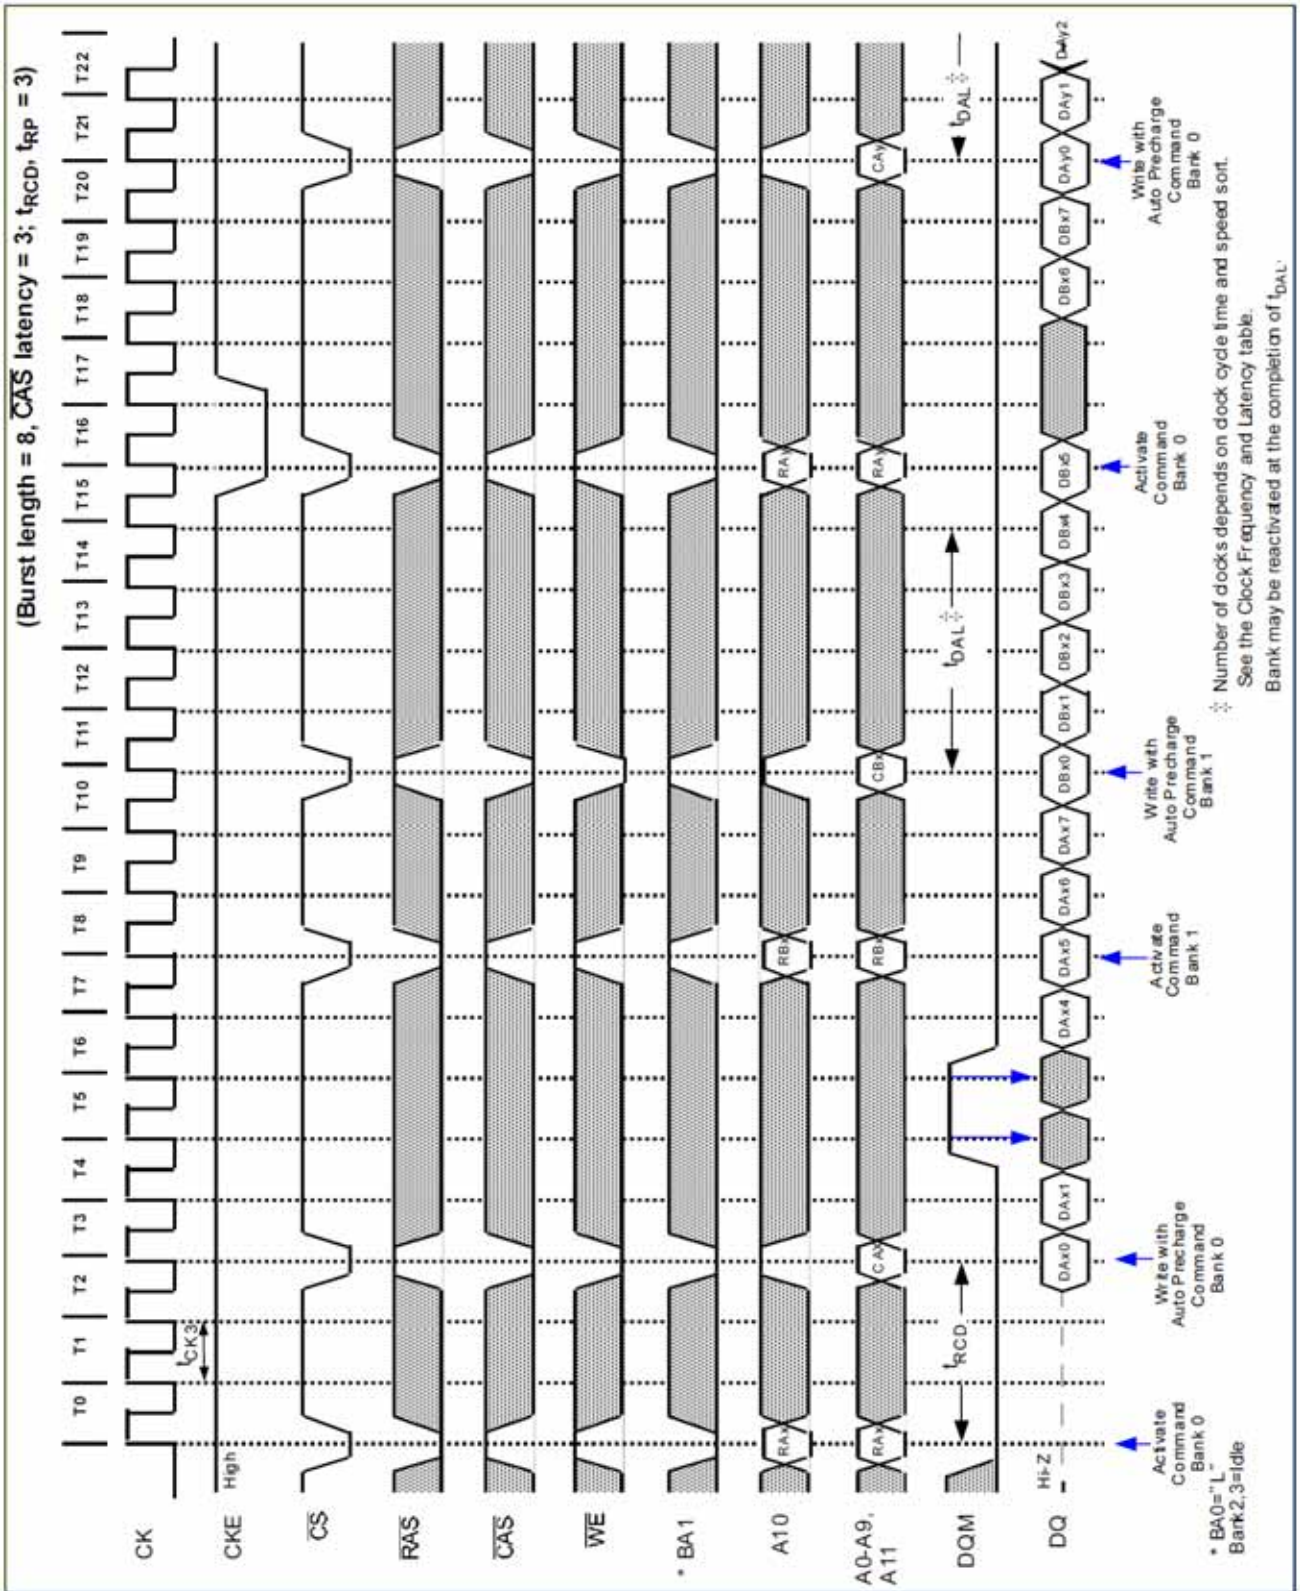 (Burst length = 8, CAS latency = 3; tRCD, tRP = 3)
T0 T1 T2 T3 T4 T5 T6 T7 T8 T9 T10 T11 T12 T13 T14 T15 T16 T17 T18 T19 T20 T21 T22
CK
tCK3
CKE
High
CS
RAS
CAS
WE
* BA1
A10
RAx RBx RAy
A0-A9,
A11
RAx CAx RBx CBx RAy CAy
DQM
tRCD tDAL‡ tDAL‡
DQ
Hi-Z
DAx0 DAx1 DAx4 DAx5 DAx6 DAx7 DBx0 DBx1 DBx2 DBx3 DBx4 DBx5 DBx6 DBx7 DAy0 DAy1 DAy2
Activate
Command
Bank 0
Write with
Auto Precharge
Command
Bank 0
Activate
Command
Bank 1
Write with
Auto Precharge
Command
Bank 1
Activate
Command
Bank 0
Write with
Auto Precharge
Command
Bank 0
* BA0="L"
Bank2,3=Idle
‡ Number of clocks depends on clock cycle time and speed sort.
See the Clock Frequency and Latency table.
Bank may be reactivated at the completion of tDAL.